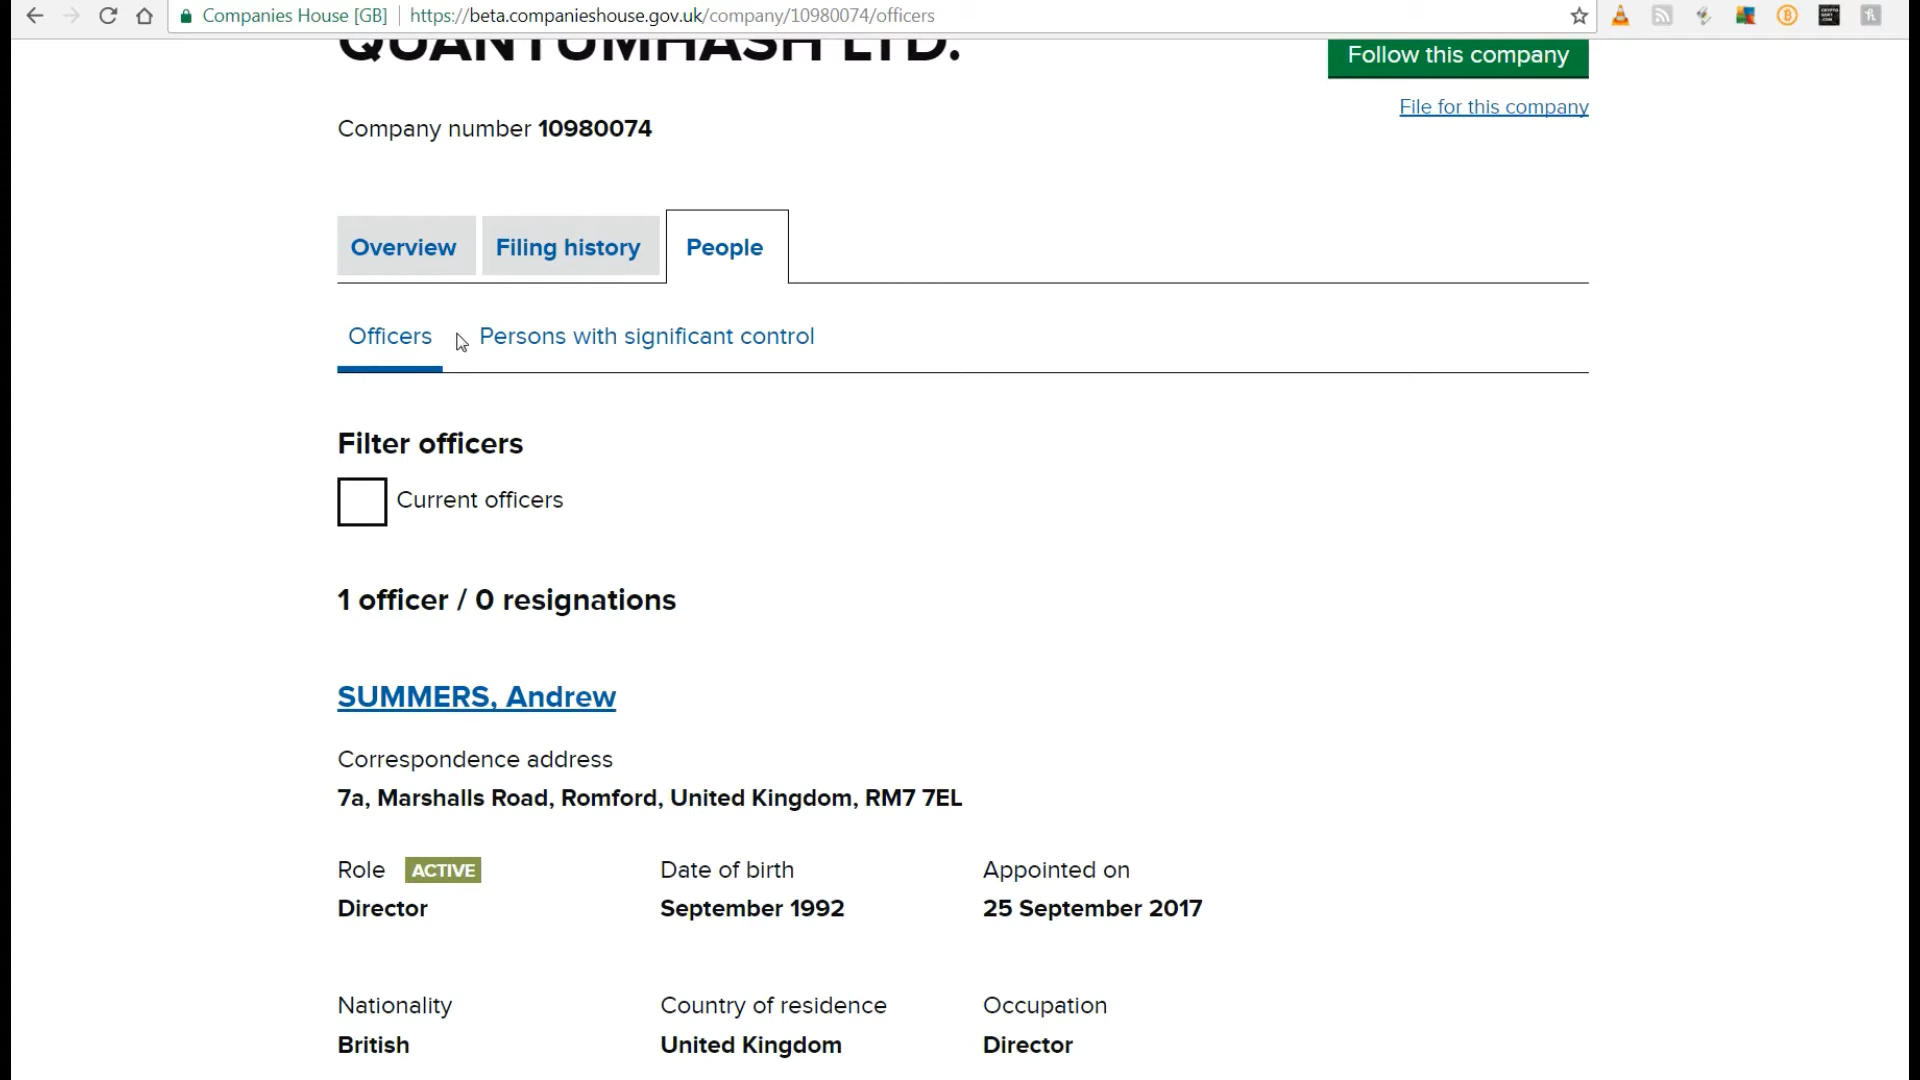 Companies House [GB] https://beta.companieshouse.gov.uk/company/10980074/officers
QUANTUMHASH LTD.
Follow this company
File for this company
Company number 10980074
Overview Filing history People
Officers Persons with significant control
Filter officers
Current officers
1 officer / 0 resignations
SUMMERS, Andrew
Correspondence address
7a, Marshalls Road, Romford, United Kingdom, RM7 7EL
Role ACTIVE Date of birth Appointed on
Director September 1992 25 September 2017
Nationality Country of residence Occupation
British United Kingdom Director